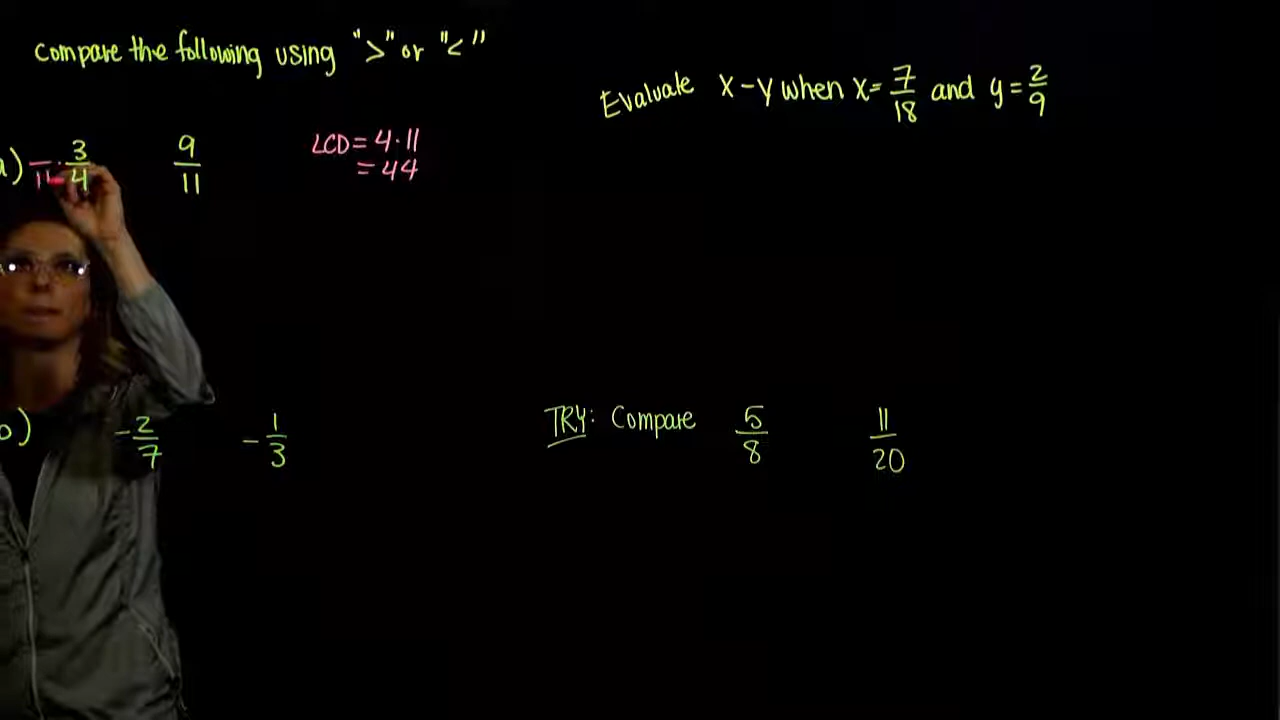 Compare the following using ">" or "<"
Evaluate x-y when x= 7/18 and y= 2/9
a) —/11 · 3/4 9/11
LCD = 4·11
= 44
b) -2/7 -1/3
TRY: Compare 5/8 11/20